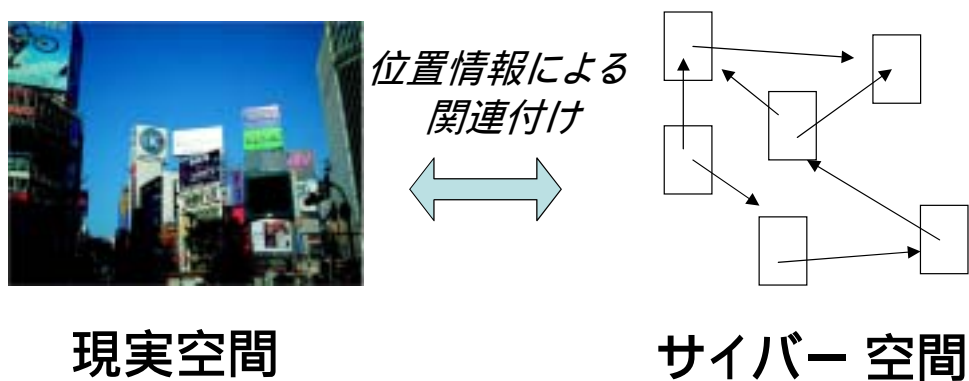 位置情報による
関連付け
現実空間
サイバー 空間